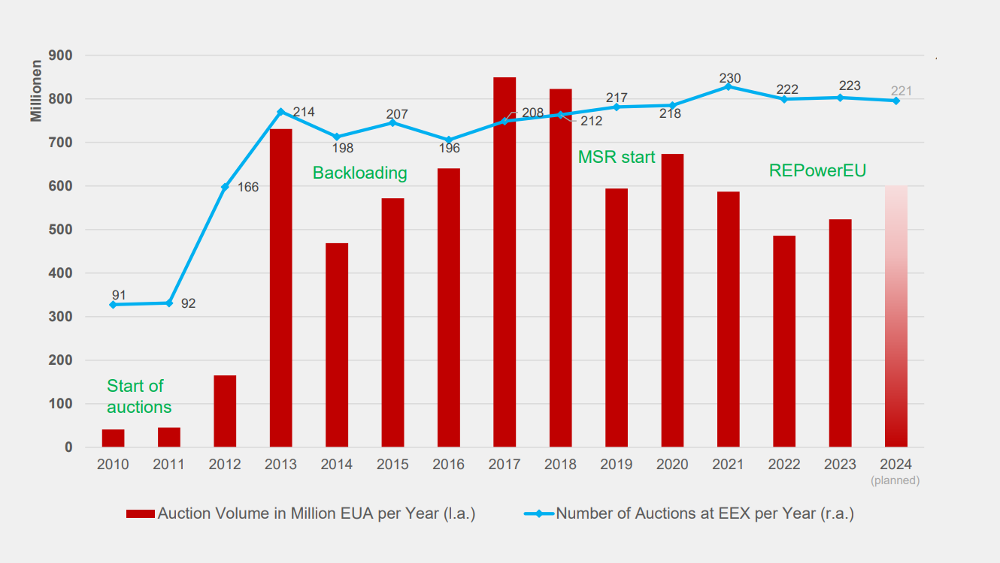 Millionen
900
800
700
600
500
400
300
200
100
0
91
92
166
214
198
207
196
208
212
217
218
230
222
223
221
Start of
auctions
Backloading
MSR start
REPowerEU
2010 2011 2012 2013 2014 2015 2016 2017 2018 2019 2020 2021 2022 2023 2024
(planned)
Auction Volume in Million EUA per Year (l.a.) Number of Auctions at EEX per Year (r.a.)